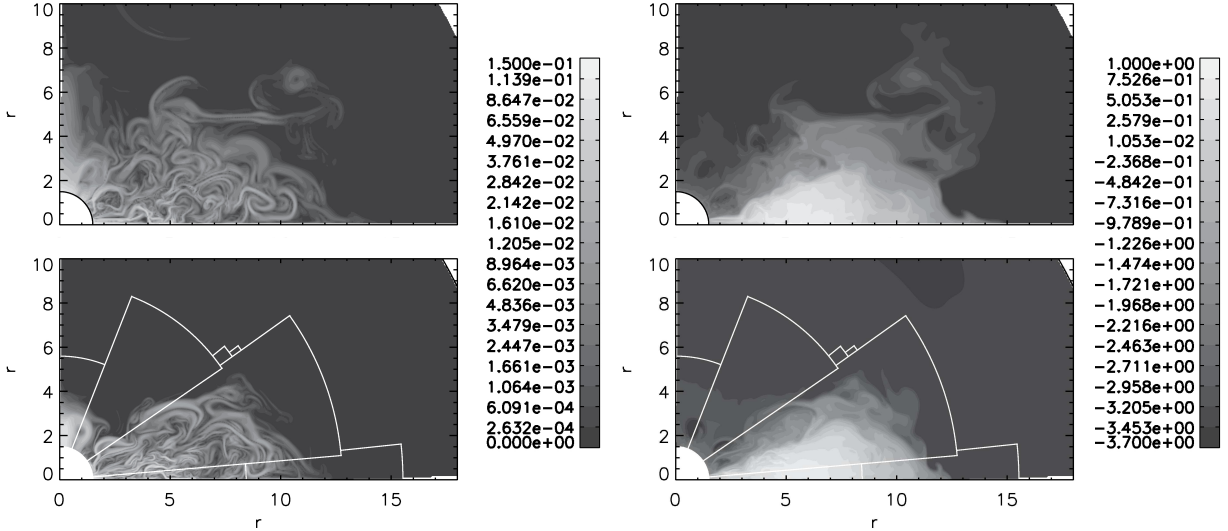 10
8
6
4
2
0
r
1.500e-01
1.139e-01
8.647e-02
6.559e-02
4.970e-02
3.761e-02
2.842e-02
2.142e-02
1.610e-02
1.205e-02
8.964e-03
6.620e-03
4.836e-03
3.479e-03
2.447e-03
1.661e-03
1.064e-03
6.091e-04
2.632e-04
0.000e+00
10
8
6
4
2
0
r
1.000e+00
7.526e-01
5.053e-01
2.579e-01
1.053e-02
-2.368e-01
-4.842e-01
-7.316e-01
-9.789e-01
-1.226e+00
-1.474e+00
-1.721e+00
-1.968e+00
-2.216e+00
-2.463e+00
-2.711e+00
-2.958e+00
-3.205e+00
-3.453e+00
-3.700e+00
10
8
6
4
2
0
r
0 5 10 15
r
10
8
6
4
2
0
r
0 5 10 15
r